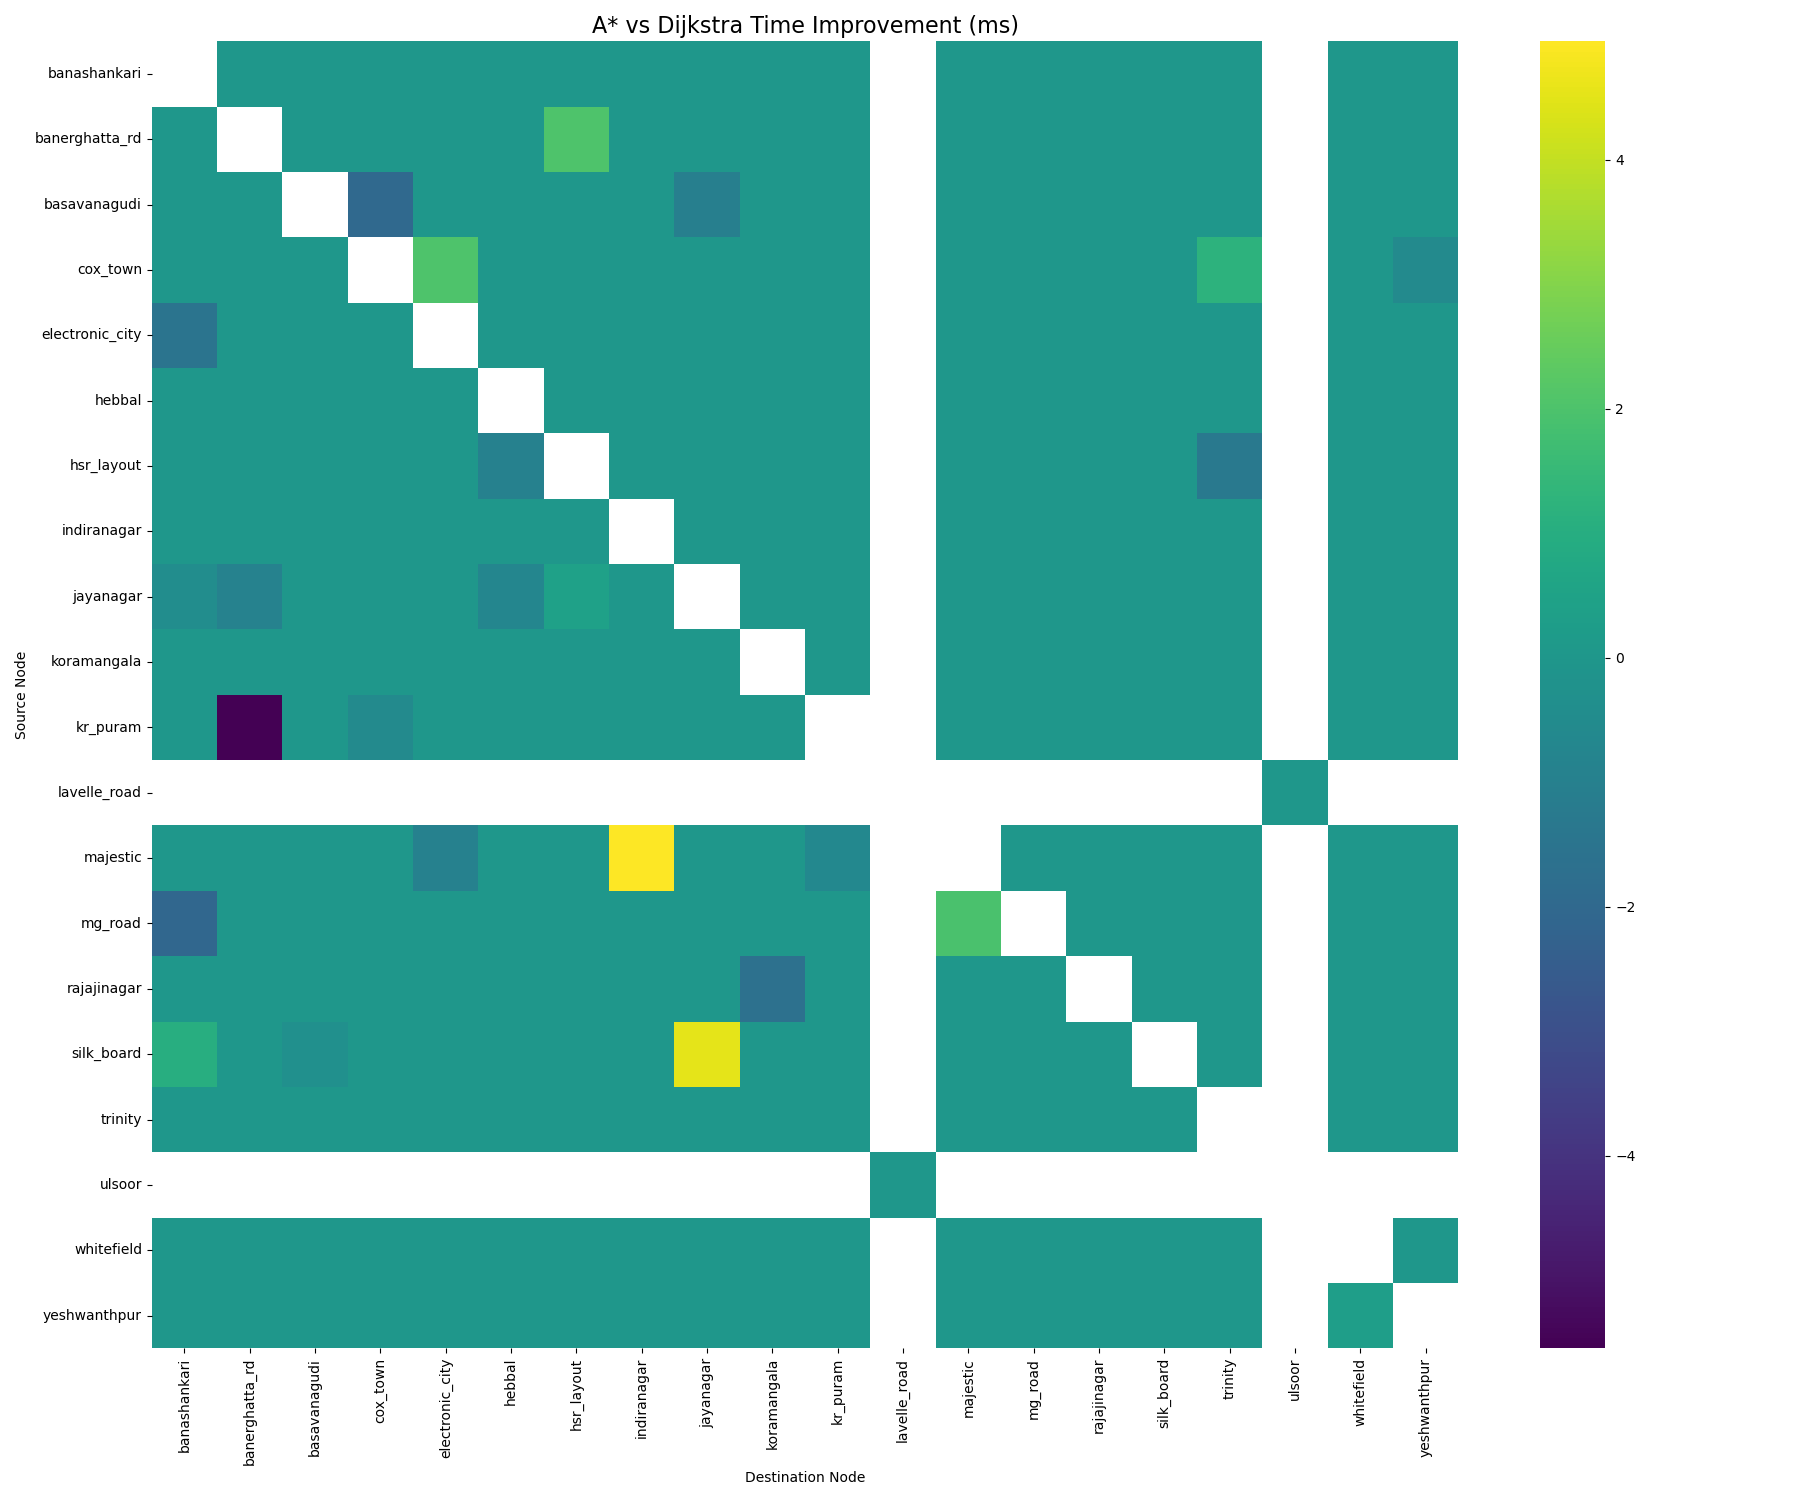 A* vs Dijkstra Time Improvement (ms)
Source Node
banashankari
banerghatta_rd
basavanagudi
cox_town
electronic_city
hebbal
hsr_layout
indiranagar
jayanagar
koramangala
kr_puram
lavelle_road
majestic
mg_road
rajajinagar
silk_board
trinity
ulsoor
whitefield
yeshwanthpur
banashankari
banerghatta_rd
basavanagudi
cox_town
electronic_city
hebbal
hsr_layout
indiranagar
jayanagar
koramangala
kr_puram
lavelle_road
majestic
mg_road
rajajinagar
silk_board
trinity
ulsoor
whitefield
yeshwanthpur
Destination Node
4
2
0
−2
−4